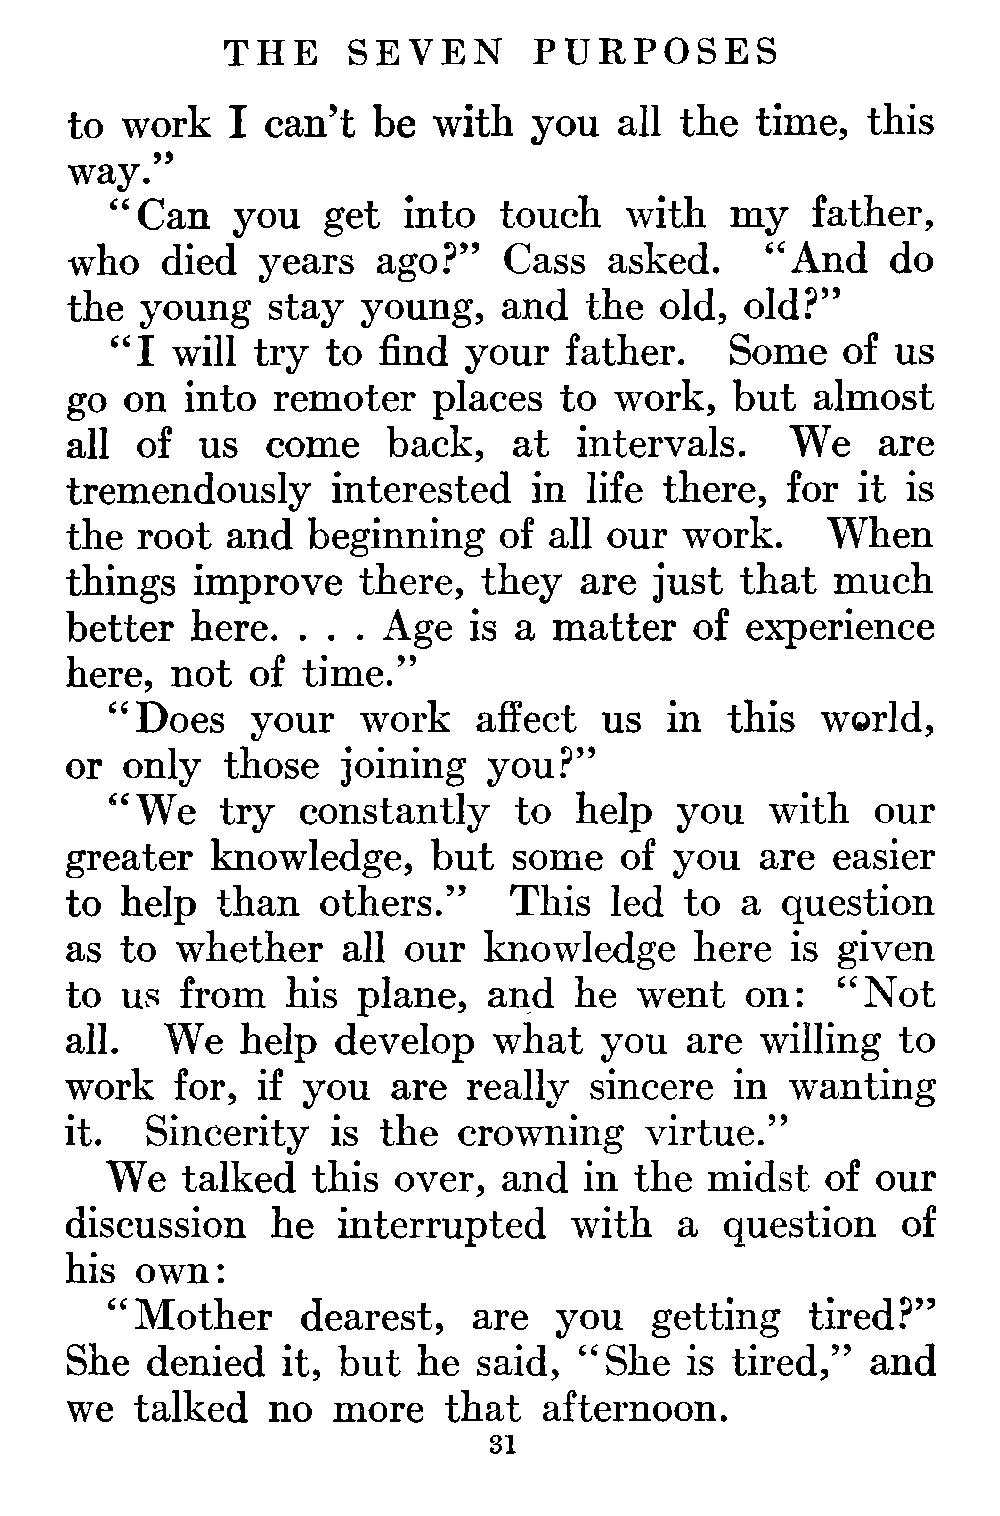 THE SEVEN PURPOSES
to work I can't be with you all the time, this
way."
"Can you get into touch with my father,
who died years ago?" Cass asked. "And do
the young stay young, and the old, old?"
"I will try to find your father. Some of us
go on into remoter places to work, but almost
all of us come back, at intervals. We are
tremendously interested in life there, for it is
the root and beginning of all our work. When
things improve there, they are just that much
better here. . . . Age is a matter of experience
here, not of time."
"Does your work affect us in this world,
or only those joining you?"
"We try constantly to help you with our
greater knowledge, but some of you are easier
to help than others." This led to a question
as to whether all our knowledge here is given
to us from his plane, and he went on: "Not
all. We help develop what you are willing to
work for, if you are really sincere in wanting
it. Sincerity is the crowning virtue."
We talked this over, and in the midst of our
discussion he interrupted with a question of
his own:
"Mother dearest, are you getting tired?"
She denied it, but he said, "She is tired," and
we talked no more that afternoon.
31